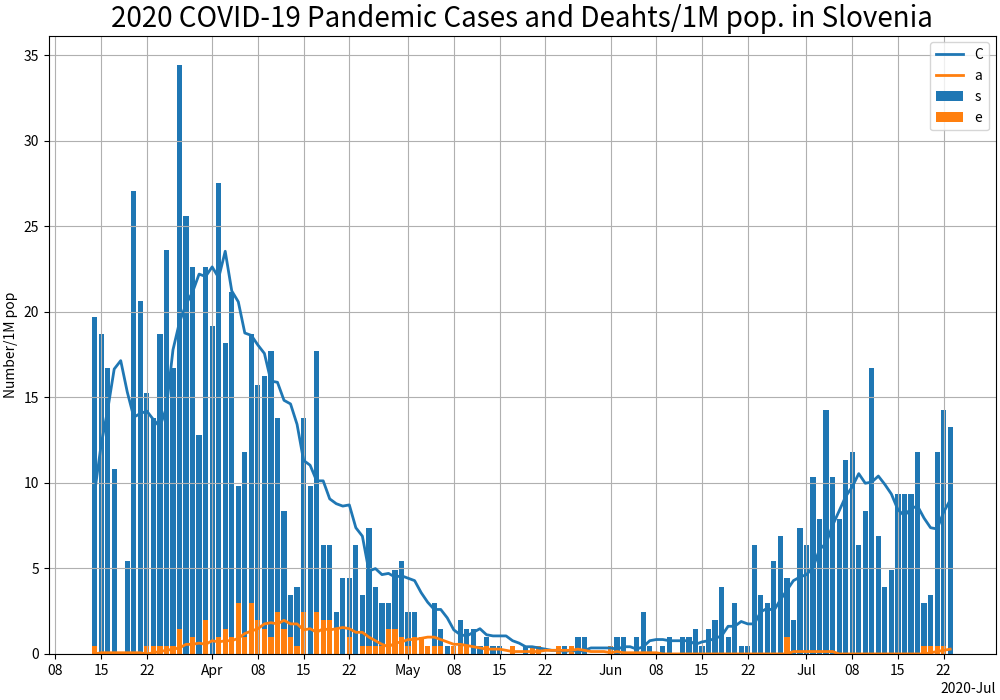 2020 COVID-19 Pandemic Cases and Deahts/1M pop. in Slovenia
Number/1M pop
35
30
25
20
15
10
5
0
C
a
s
e
08 15 22 Apr 08 15 22 May 08 15 22 Jun 08 15 22 Jul 08 15 22
2020-Jul